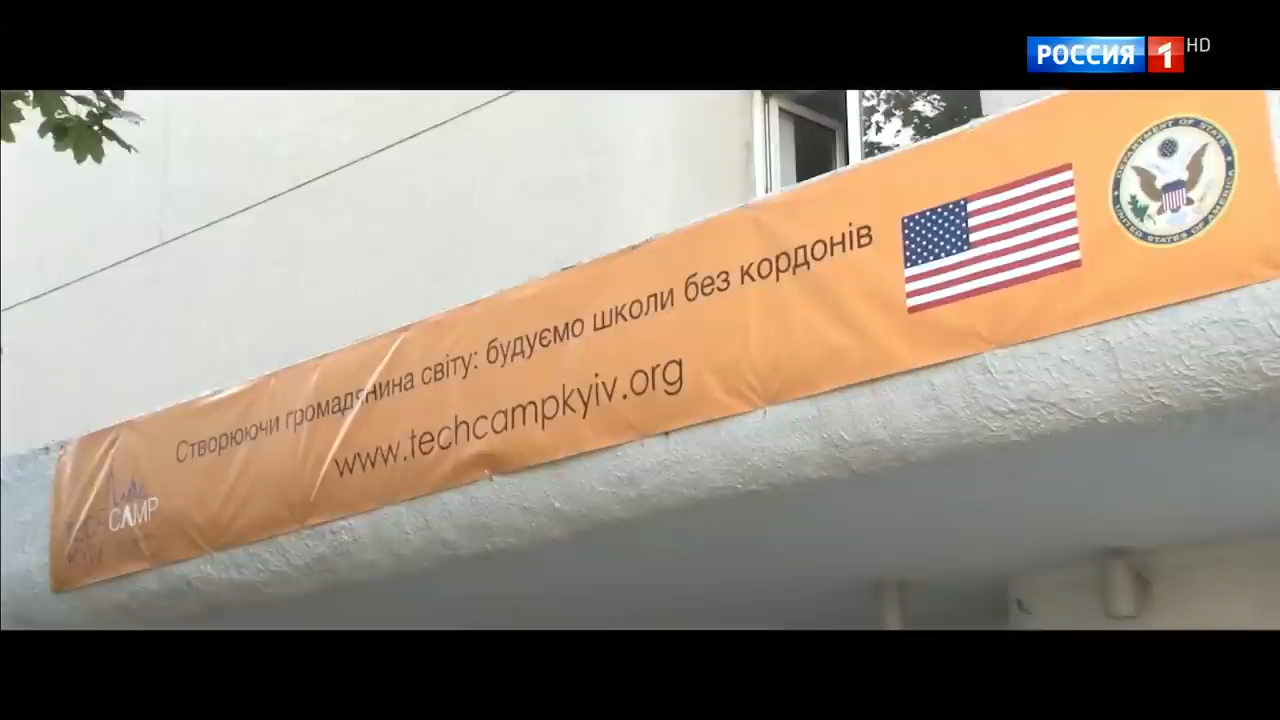 РОССИЯ 1 HD
DEPARTMENT OF STATE
UNITED STATES OF AMERICA
Створюючи громадянина світу: будуємо школи без кордонів
www.techcampkyiv.org
CAMP